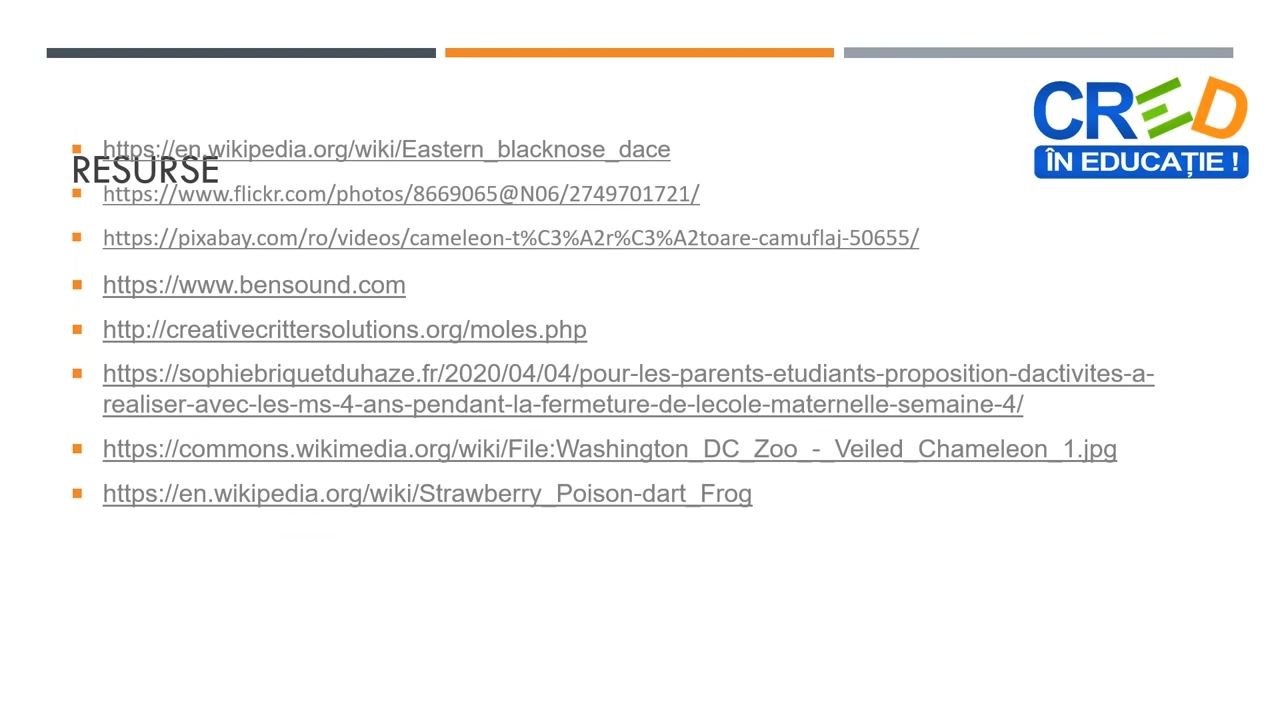 CRED
ÎN EDUCAȚIE !
https://en.wikipedia.org/wiki/Eastern_blacknose_dace
RESURSE
https://www.flickr.com/photos/8669065@N06/2749701721/
https://pixabay.com/ro/videos/cameleon-t%C3%A2r%C3%A2toare-camuflaj-50655/
https://www.bensound.com
http://creativecrittersolutions.org/moles.php
https://sophiebriquetduhaze.fr/2020/04/04/pour-les-parents-etudiants-proposition-dactivites-a-
realiser-avec-les-ms-4-ans-pendant-la-fermeture-de-lecole-maternelle-semaine-4/
https://commons.wikimedia.org/wiki/File:Washington_DC_Zoo_-_Veiled_Chameleon_1.jpg
https://en.wikipedia.org/wiki/Strawberry_Poison-dart_Frog